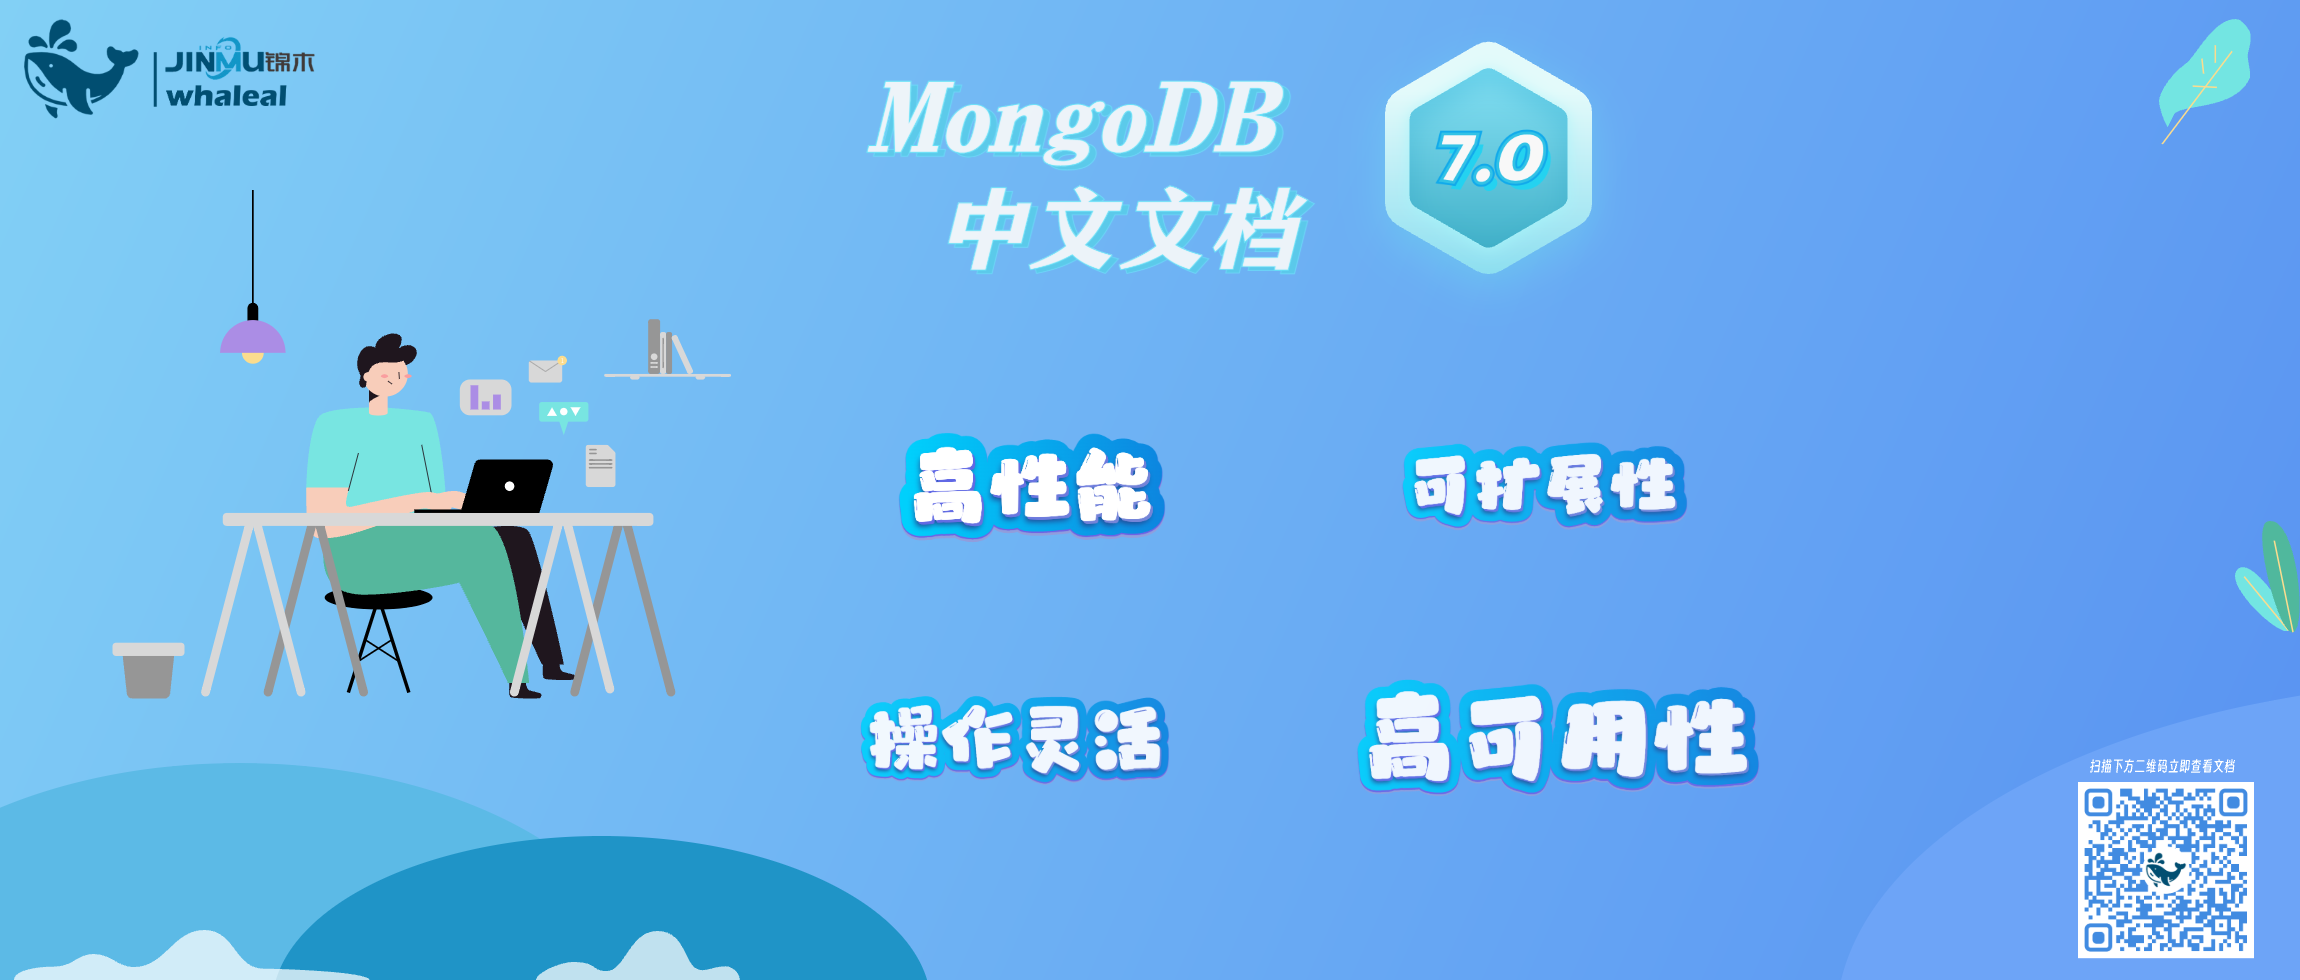 INFO
JINMU锦木
whaleal
MongoDB
中文文档
7.0
高性能
可扩展性
操作灵活
高可用性
扫描下方二维码立即查看文档